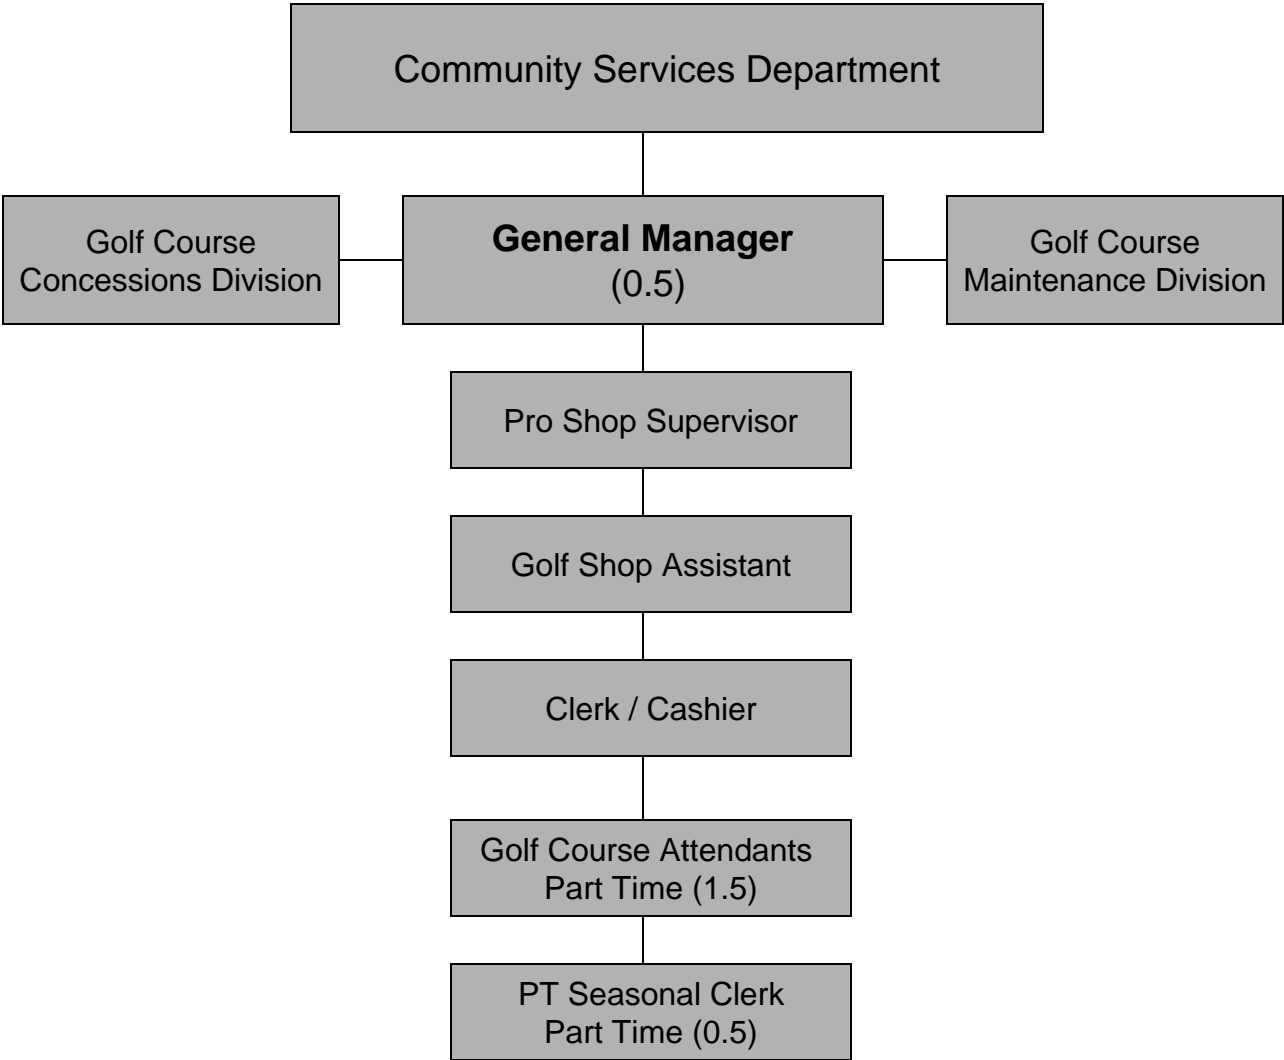 Community Services Department
Golf Course
Concessions Division
General Manager
(0.5)
Golf Course
Maintenance Division
Pro Shop Supervisor
Golf Shop Assistant
Clerk / Cashier
Golf Course Attendants
Part Time (1.5)
PT Seasonal Clerk
Part Time (0.5)